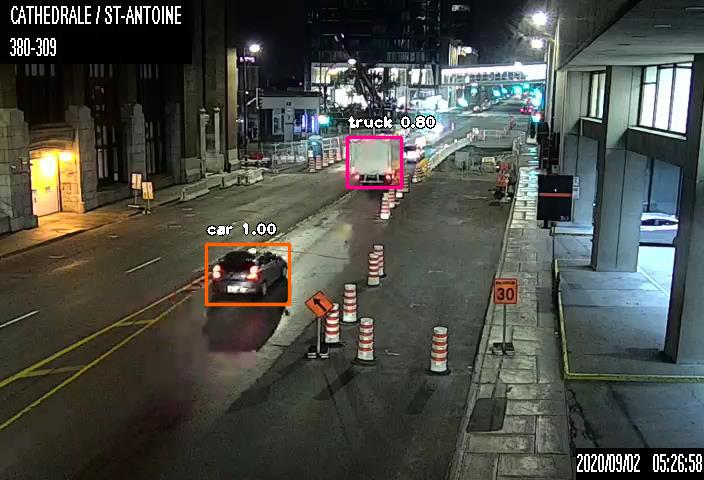 CATHEDRALE / ST-ANTOINE
380-309
truck 0.80
car 1.00
30
2020/09/02 05:26:58